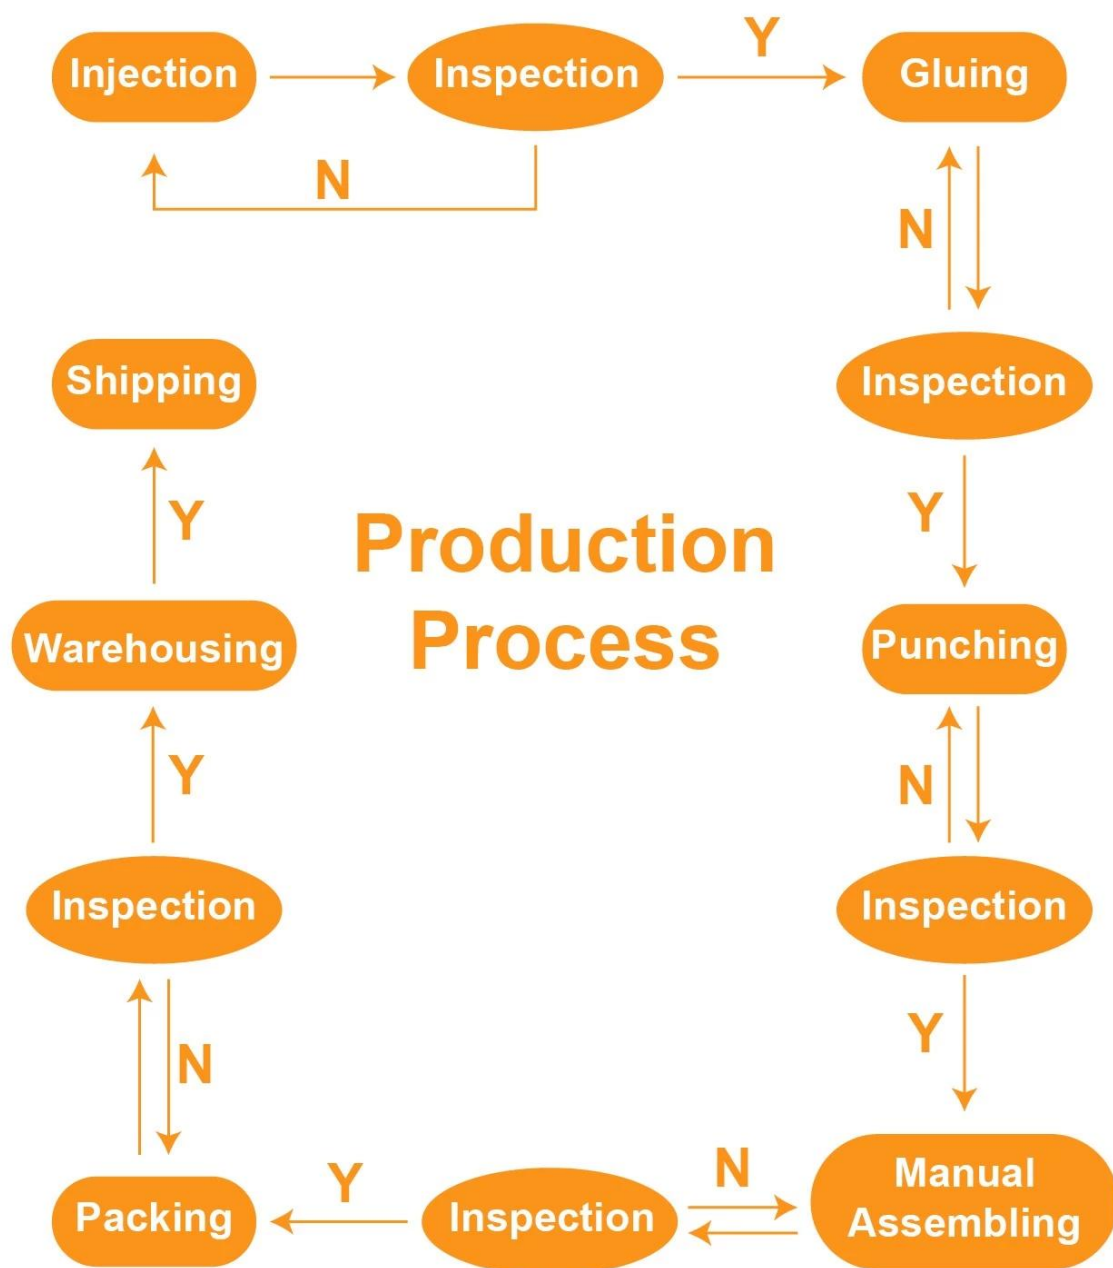 Injection
Inspection
Y
Gluing
N
N
Inspection
Shipping
Y
Y
Production
Process
Warehousing
Punching
Y
N
Inspection
Inspection
Y
N
Y
N
Packing
Inspection
Manual
Assembling